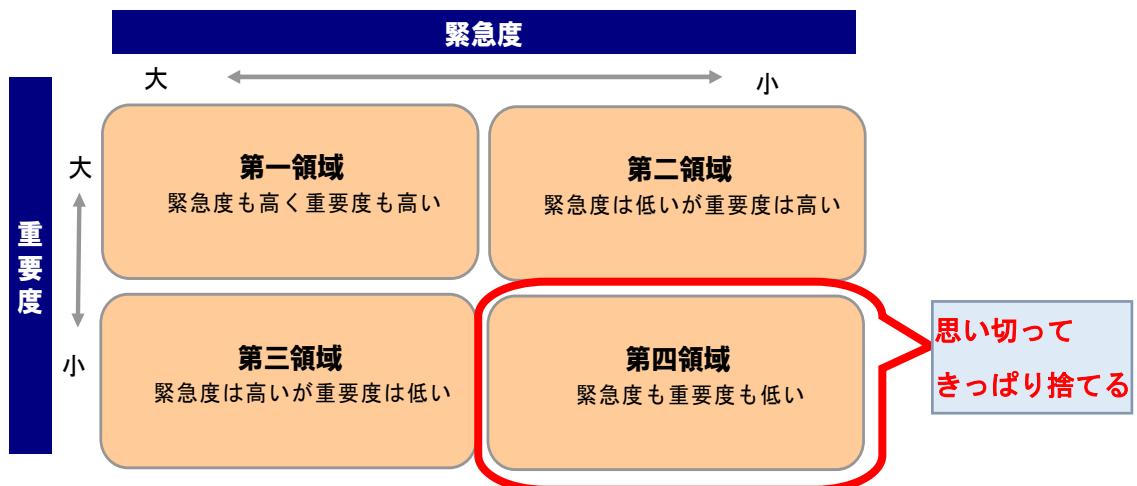 緊急度
大
小
重要度
大
小
第一領域
緊急度も高く重要度も高い
第二領域
緊急度は低いが重要度は高い
第三領域
緊急度は高いが重要度は低い
第四領域
緊急度も重要度も低い
思い切って
きっぱり捨てる